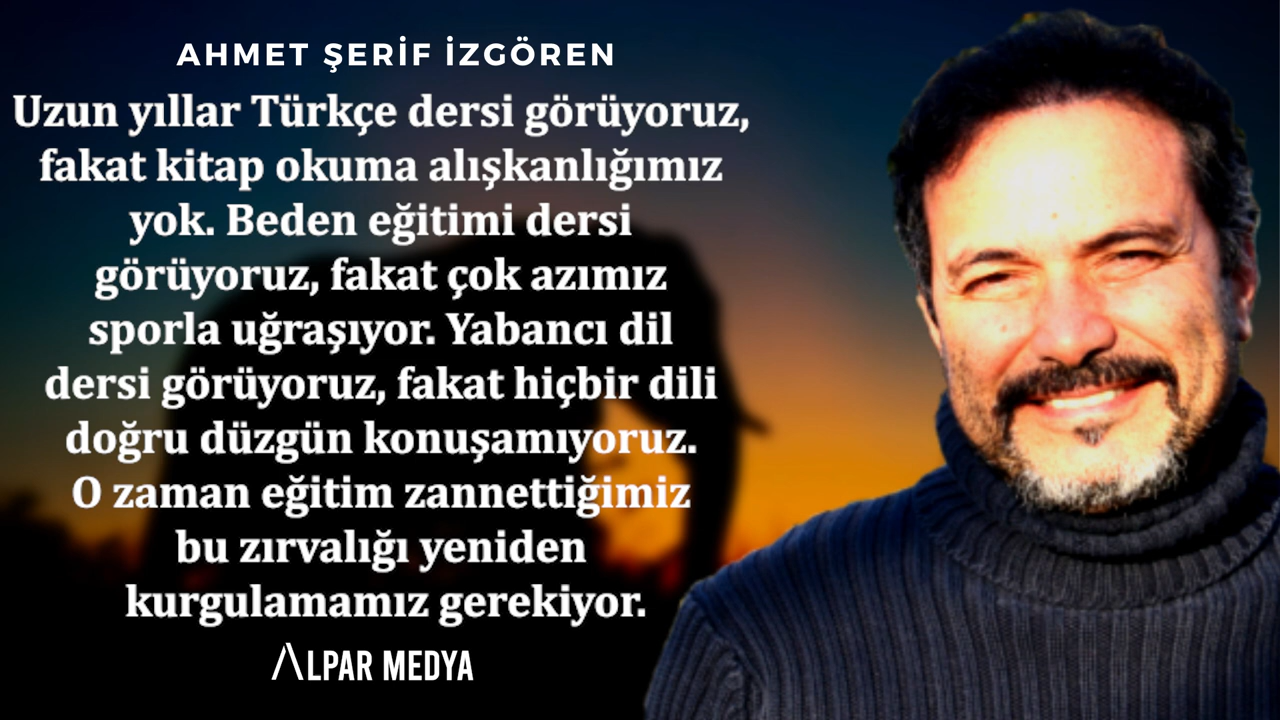 AHMET ŞERİF İZGÖREN
Uzun yıllar Türkçe dersi görüyoruz,
fakat kitap okuma alışkanlığımız
yok. Beden eğitimi dersi
görüyoruz, fakat çok azımız
sporla uğraşıyor. Yabancı dil
dersi görüyoruz, fakat hiçbir dili
doğru düzgün konuşamıyoruz.
O zaman eğitim zannettiğimiz
bu zırvalığı yeniden
kurgulamamız gerekiyor.
ALPAR MEDYA